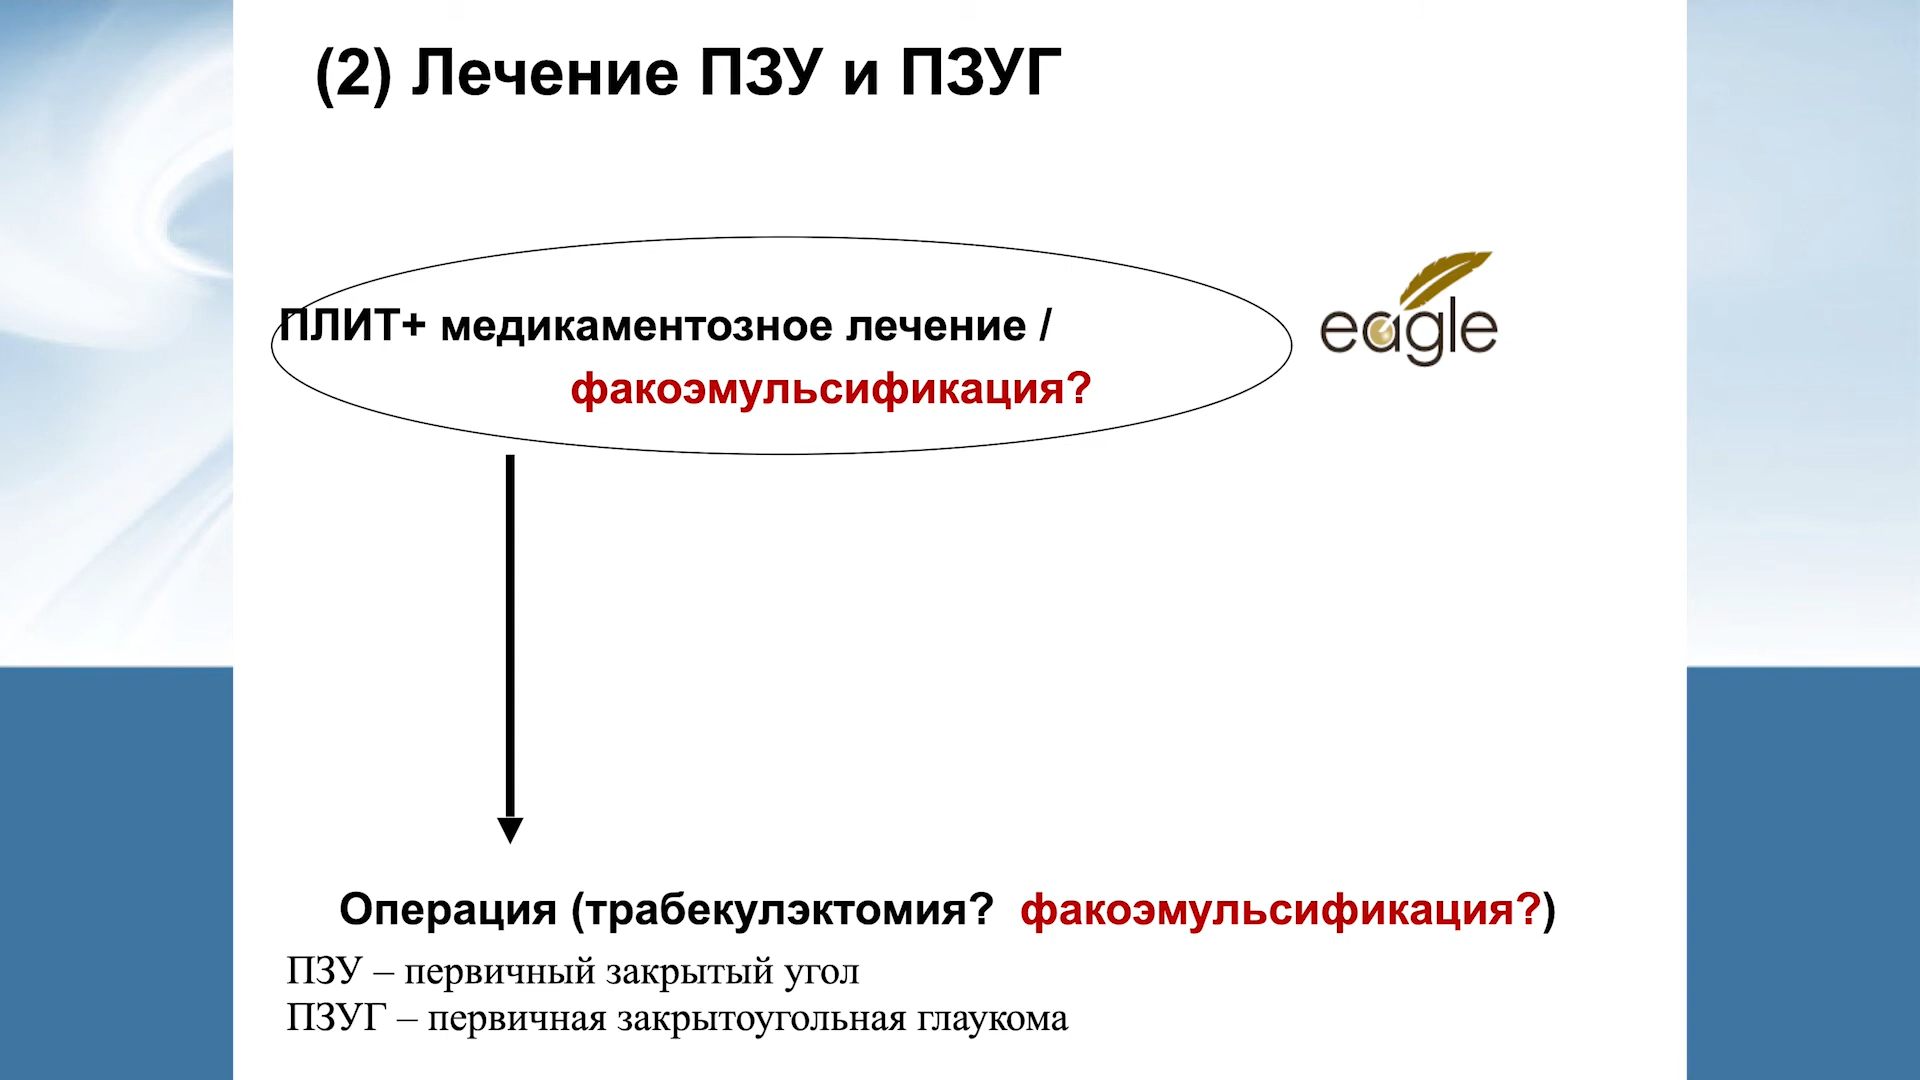 (2) Лечение ПЗУ и ПЗУГ
ПЛИТ+ медикаментозное лечение /
факоэмульсификация?
eagle
Операция (трабекулэктомия? факоэмульсификация?)
ПЗУ – первичный закрытый угол
ПЗУГ – первичная закрытоугольная глаукома